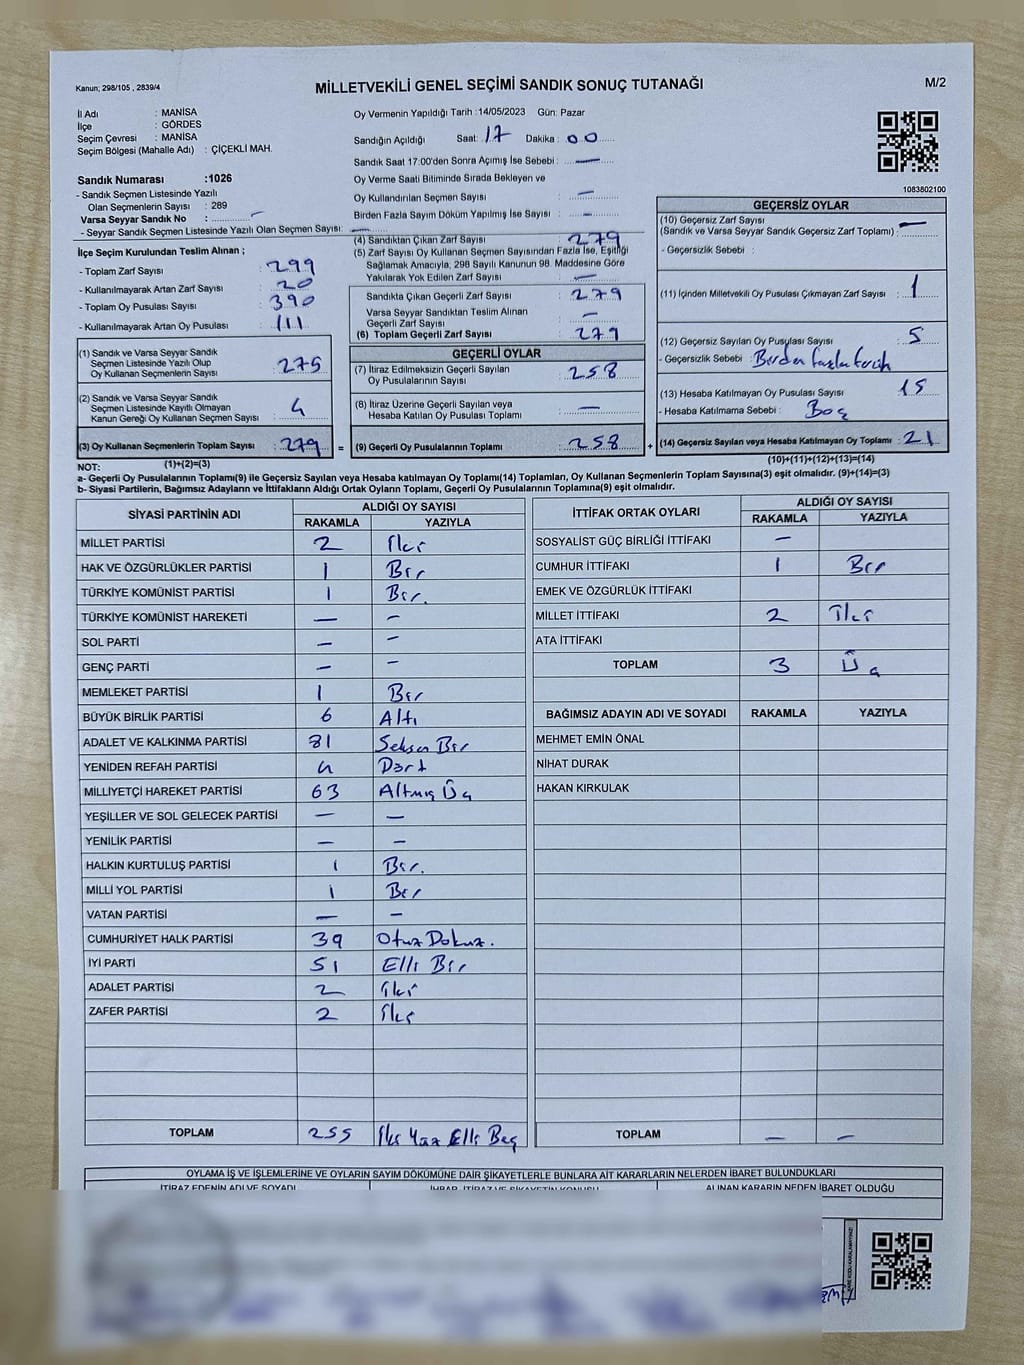 Kanun; 298/105 , 2839/4
MİLLETVEKİLİ GENEL SEÇİMİ SANDIK SONUÇ TUTANAĞI
M/2
İl Adı : MANİSA
İlçe : GÖRDES
Seçim Çevresi : MANİSA
Seçim Bölgesi (Mahalle Adı) : ÇİÇEKLİ MAH.
Sandık Numarası :1026
- Sandık Seçmen Listesinde Yazılı
Olan Seçmenlerin Sayısı : 289
Varsa Seyyar Sandık No : –
- Seyyar Sandık Seçmen Listesinde Yazılı Olan Seçmen Sayısı: —
Oy Vermenin Yapıldığı Tarih :14/05/2023 Gün: Pazar
Sandığın Açıldığı Saat: 17 Dakika : 00
Sandık Saat 17:00'den Sonra Açımış İse Sebebi : —
Oy Verme Saati Bitiminde Sırada Bekleyen ve
Oy Kullandırılan Seçmen Sayısı : —
Birden Fazla Sayım Döküm Yapılmış İse Sayısı : –
1083802100
İlçe Seçim Kurulundan Teslim Alınan ;
- Toplam Zarf Sayısı : 299
- Kullanılmayarak Artan Zarf Sayısı : 20
- Toplam Oy Pusulası Sayısı : 390
- Kullanılmayarak Artan Oy Pusulası : 111
(1) Sandık ve Varsa Seyyar Sandık
Seçmen Listesinde Yazılı Olup
Oy Kullanan Seçmenlerin Sayısı : 275
(2) Sandık ve Varsa Seyyar Sandık
Seçmen Listesinde Kayıtlı Olmayan
Kanun Gereği Oy Kullanan Seçmen Sayısı : 4
(3) Oy Kullanan Seçmenlerin Toplam Sayısı : 279 =
(1)+(2)=(3)
(4) Sandıktan Çıkan Zarf Sayısı : 279
(5) Zarf Sayısı Oy Kullanan Seçmen Sayısından Fazla İse, Eşitliği
Sağlamak Amacıyla, 298 Sayılı Kanunun 98. Maddesine Göre
Yakılarak Yok Edilen Zarf Sayısı : —
Sandıkta Çıkan Geçerli Zarf Sayısı : 279
Varsa Seyyar Sandıktan Teslim Alınan
Geçerli Zarf Sayısı : –
(6) Toplam Geçerli Zarf Sayısı : 279
GEÇERLİ OYLAR
(7) İtiraz Edilmeksizin Geçerli Sayılan
Oy Pusulalarının Sayısı : 258
(8) İtiraz Üzerine Geçerli Sayılan veya
Hesaba Katılan Oy Pusulası Toplamı : —
(9) Geçerli Oy Pusulalarının Toplamı : 258 +
GEÇERSİZ OYLAR
(10) Geçersiz Zarf Sayısı
(Sandık ve Varsa Seyyar Sandık Geçersiz Zarf Toplamı) : —
- Geçersizlik Sebebi :
(11) İçinden Milletvekili Oy Pusulası Çıkmayan Zarf Sayısı : 1
(12) Geçersiz Sayılan Oy Pusulası Sayısı : 5
- Geçersizlik Sebebi : Birden fazla tercih
(13) Hesaba Katılmayan Oy Pusulası Sayısı : 15
- Hesaba Katılmama Sebebi : Boş
(14) Geçersiz Sayılan veya Hesaba Katılmayan Oy Toplamı : 21
(10)+(11)+(12)+(13)=(14)
NOT:
a- Geçerli Oy Pusulalarının Toplamı(9) ile Geçersiz Sayılan veya Hesaba Katılmayan Oy Toplamı(14) Toplamları, Oy Kullanan Seçmenlerin Toplam Sayısına(3) eşit olmalıdır. (9)+(14)=(3)
b- Siyasi Partilerin, Bağımsız Adayların ve İttifakların Aldığı Ortak Oyların Toplamı, Geçerli Oy Pusulalarının Toplamına(9) eşit olmalıdır.
SİYASİ PARTİNİN ADI ALDIĞI OY SAYISI
RAKAMLA YAZIYLA
MİLLET PARTİSİ 2 İki
HAK VE ÖZGÜRLÜKLER PARTİSİ 1 Bir
TÜRKİYE KOMÜNİST PARTİSİ 1 Bir.
TÜRKİYE KOMÜNİST HAREKETİ — –
SOL PARTİ — –
GENÇ PARTİ — –
MEMLEKET PARTİSİ 1 Bir
BÜYÜK BİRLİK PARTİSİ 6 Altı
ADALET VE KALKINMA PARTİSİ 81 Seksen Bir
YENİDEN REFAH PARTİSİ 4 Dört
MİLLİYETÇİ HAREKET PARTİSİ 63 Altmış Üç
YEŞİLLER VE SOL GELECEK PARTİSİ — —
YENİLİK PARTİSİ — –
HALKIN KURTULUŞ PARTİSİ 1 Bir.
MİLLİ YOL PARTİSİ 1 Bir
VATAN PARTİSİ — –
CUMHURİYET HALK PARTİSİ 39 Otuz Dokuz.
İYİ PARTİ 51 Elli Bir
ADALET PARTİSİ 2 İki
ZAFER PARTİSİ 2 İki
TOPLAM 255 İki Yüz Elli Beş
İTTİFAK ORTAK OYLARI ALDIĞI OY SAYISI
RAKAMLA YAZIYLA
SOSYALİST GÜÇ BİRLİĞİ İTTİFAKI —
CUMHUR İTTİFAKI 1 Bir
EMEK VE ÖZGÜRLÜK İTTİFAKI
MİLLET İTTİFAKI 2 İki
ATA İTTİFAKI
TOPLAM 3 Üç
BAĞIMSIZ ADAYIN ADI VE SOYADI RAKAMLA YAZIYLA
MEHMET EMİN ÖNAL
NİHAT DURAK
HAKAN KIRKULAK
TOPLAM — –
OYLAMA İŞ VE İŞLEMLERİNE VE OYLARIN SAYIM DÖKÜMÜNE DAİR ŞİKAYETLERLE BUNLARA AİT KARARLARIN NELERDEN İBARET BULUNDUKLARI
İTİRAZ EDENİN ADI VE SOYADI İHBAR, İTİRAZ VE ŞİKAYETİN KONUSU ALINAN KARARIN NEDEN İBARET OLDUĞU